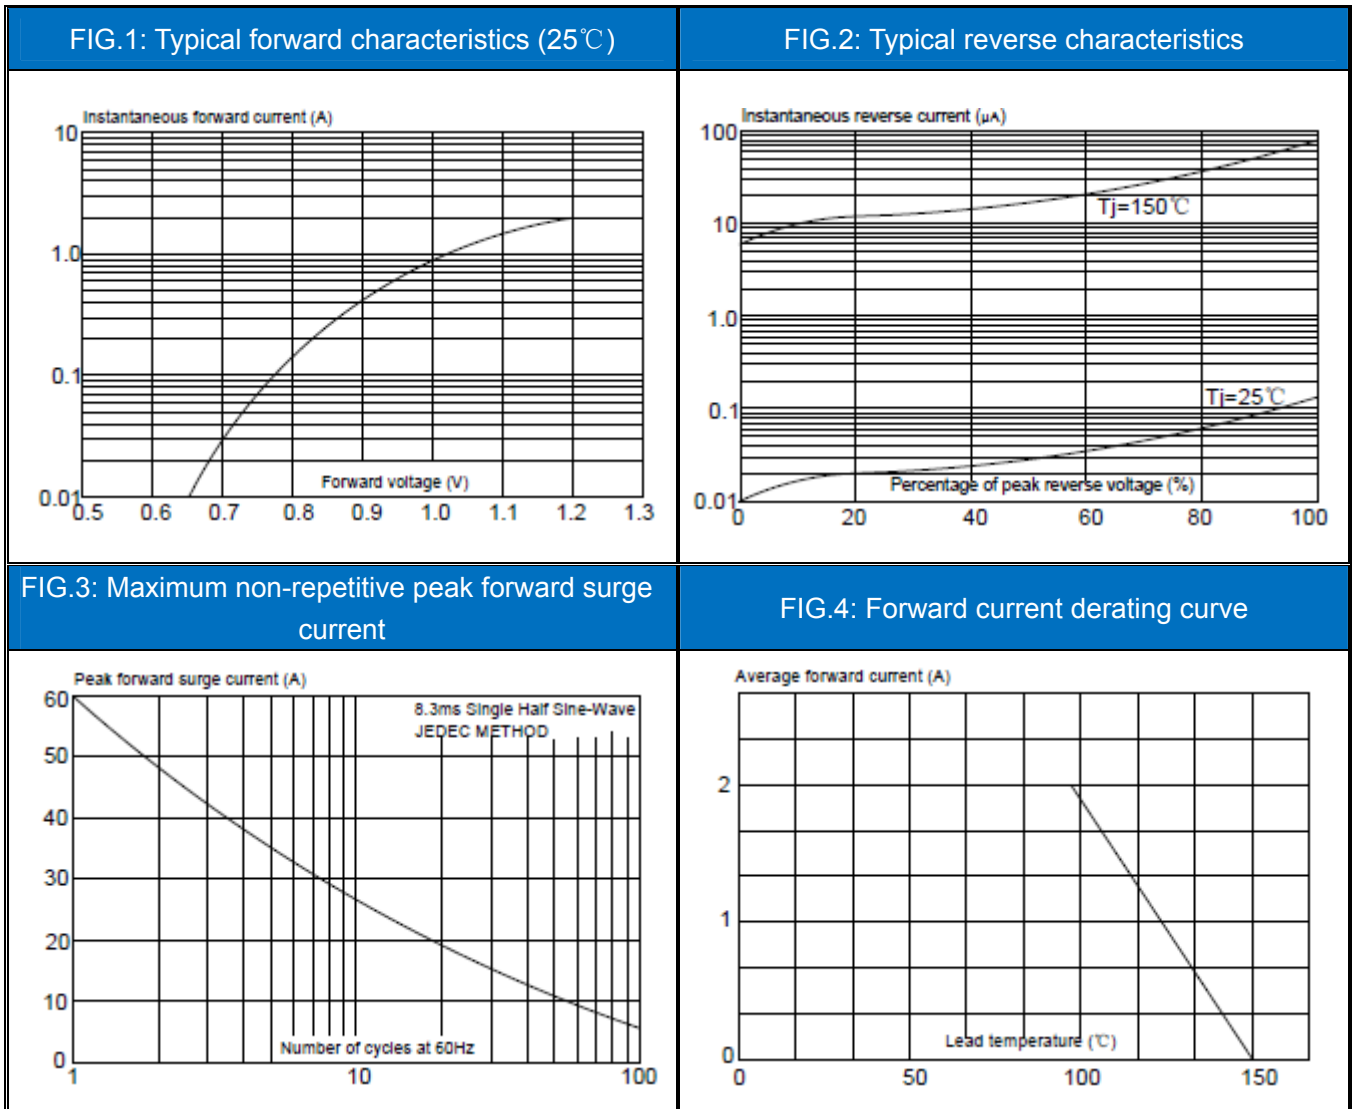 FIG.1: Typical forward characteristics (25℃)
Instantaneous forward current (A)
10
1.0
0.1
0.01
Forward voltage (V)
0.5 0.6 0.7 0.8 0.9 1.0 1.1 1.2 1.3
FIG.2: Typical reverse characteristics
Instantaneous reverse current (μA)
100
Tj=150℃
10
1.0
Tj=25℃
0.1
Percentage of peak reverse voltage (%)
0.01
0 20 40 60 80 100
FIG.3: Maximum non-repetitive peak forward surge
current
Peak forward surge current (A)
60
8.3ms Single Half Sine-Wave
JEDEC METHOD
50
40
30
20
10
Number of cycles at 60Hz
0
1 10 100
FIG.4: Forward current derating curve
Average forward current (A)
2
1
Lead temperature (℃)
0
0 50 100 150